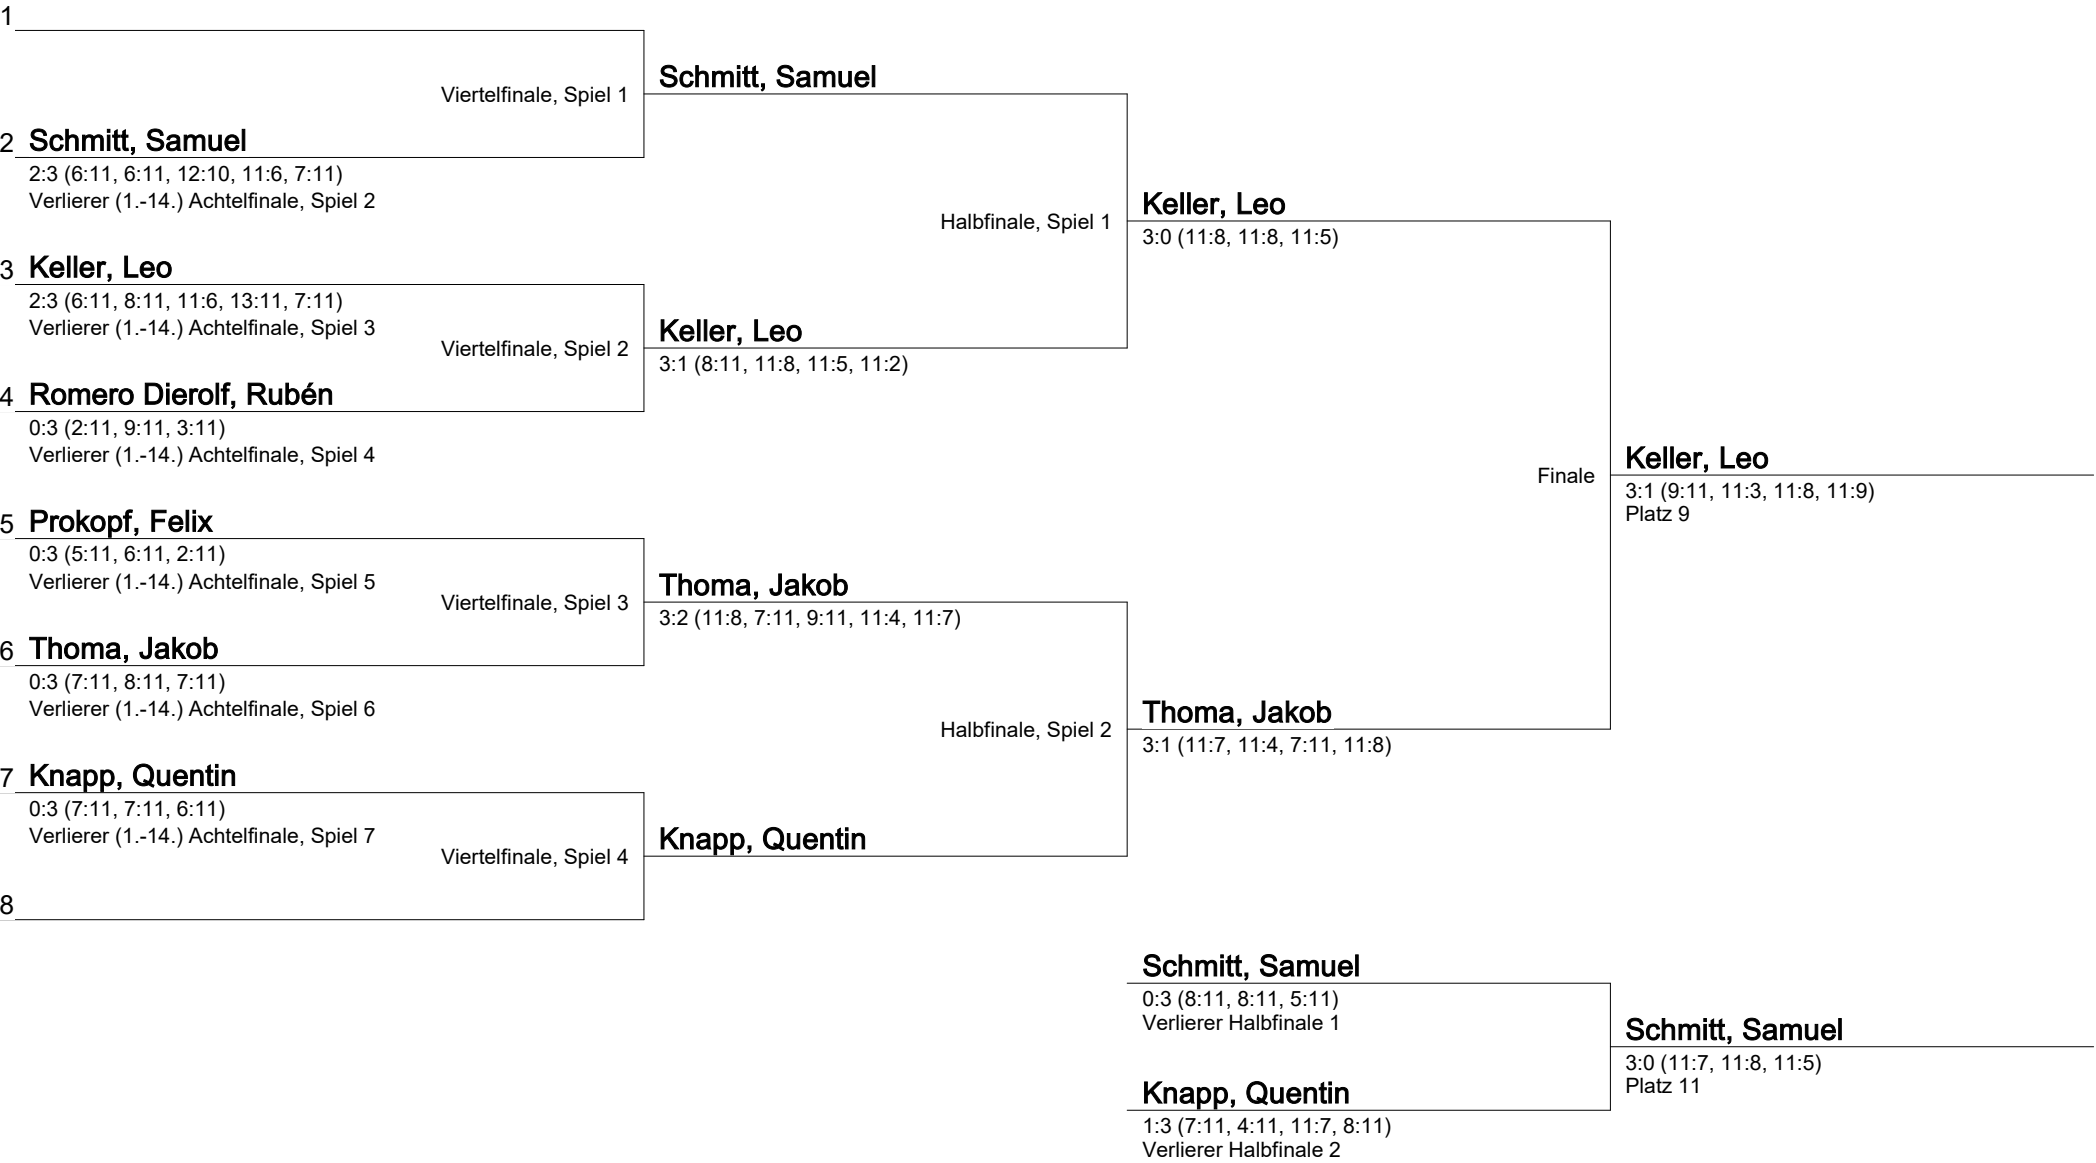 1
Viertelfinale, Spiel 1
Schmitt, Samuel
2 Schmitt, Samuel
2:3 (6:11, 6:11, 12:10, 11:6, 7:11)
Verlierer (1.-14.) Achtelfinale, Spiel 2
Halbfinale, Spiel 1
Keller, Leo
3:0 (11:8, 11:8, 11:5)
3 Keller, Leo
2:3 (6:11, 8:11, 11:6, 13:11, 7:11)
Verlierer (1.-14.) Achtelfinale, Spiel 3
Viertelfinale, Spiel 2
Keller, Leo
3:1 (8:11, 11:8, 11:5, 11:2)
4 Romero Dierolf, Rubén
0:3 (2:11, 9:11, 3:11)
Verlierer (1.-14.) Achtelfinale, Spiel 4
Finale
Keller, Leo
3:1 (9:11, 11:3, 11:8, 11:9)
Platz 9
5 Prokopf, Felix
0:3 (5:11, 6:11, 2:11)
Verlierer (1.-14.) Achtelfinale, Spiel 5
Viertelfinale, Spiel 3
Thoma, Jakob
3:2 (11:8, 7:11, 9:11, 11:4, 11:7)
6 Thoma, Jakob
0:3 (7:11, 8:11, 7:11)
Verlierer (1.-14.) Achtelfinale, Spiel 6
Halbfinale, Spiel 2
Thoma, Jakob
3:1 (11:7, 11:4, 7:11, 11:8)
7 Knapp, Quentin
0:3 (7:11, 7:11, 6:11)
Verlierer (1.-14.) Achtelfinale, Spiel 7
Viertelfinale, Spiel 4
Knapp, Quentin
8
Schmitt, Samuel
0:3 (8:11, 8:11, 5:11)
Verlierer Halbfinale 1
Schmitt, Samuel
3:0 (11:7, 11:8, 11:5)
Platz 11
Knapp, Quentin
1:3 (7:11, 4:11, 11:7, 8:11)
Verlierer Halbfinale 2